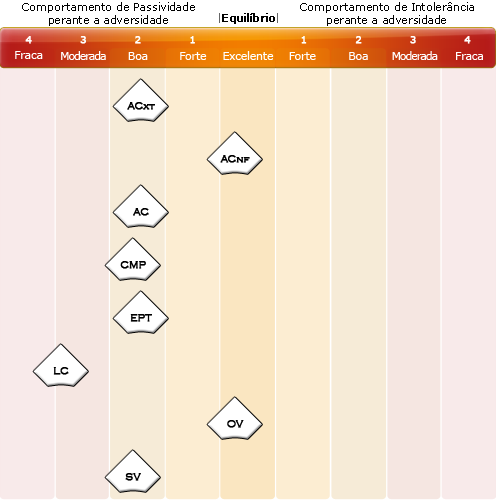 Comportamento de Passividade
perante a adversidade
|Equilíbrio|
Comportamento de Intolerância
perante a adversidade
4 3 2 1 1 2 3 4
Fraca Moderada Boa Forte Excelente Forte Boa Moderada Fraca
ACXT
ACNF
AC
CMP
EPT
LC
OV
SV